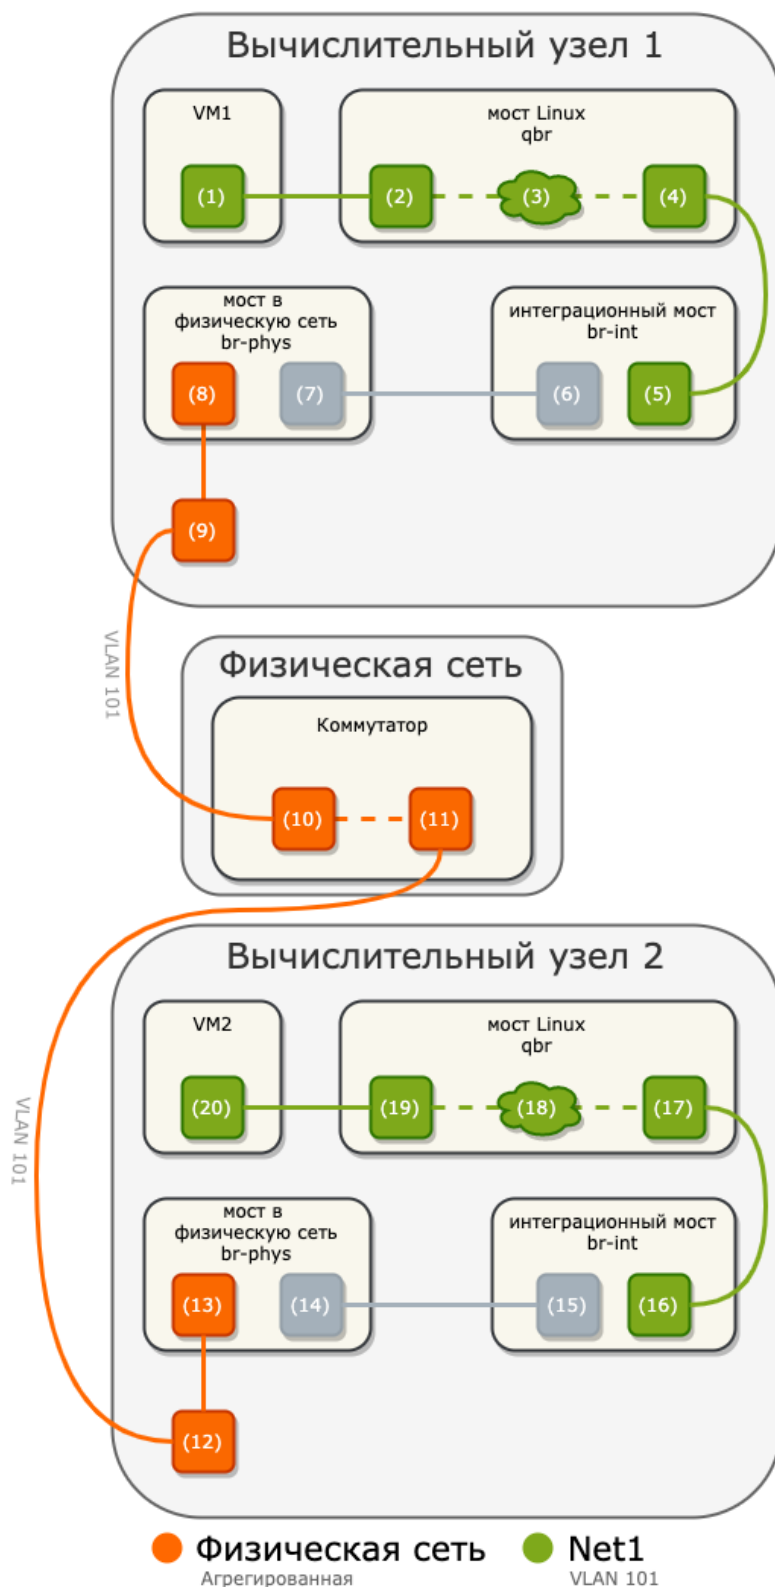 Вычислительный узел 1
VM1
мост Linux
qbr
(1)
(2)
(3)
(4)
мост в
физическую сеть
br-phys
интеграционный мост
br-int
(8)
(7)
(6)
(5)
(9)
VLAN 101
Физическая сеть
Коммутатор
(10)
(11)
Вычислительный узел 2
VM2
мост Linux
qbr
(20)
(19)
(18)
(17)
VLAN 101
мост в
физическую сеть
br-phys
интеграционный мост
br-int
(13)
(14)
(15)
(16)
(12)
Физическая сеть
Агрегированная
Net1
VLAN 101